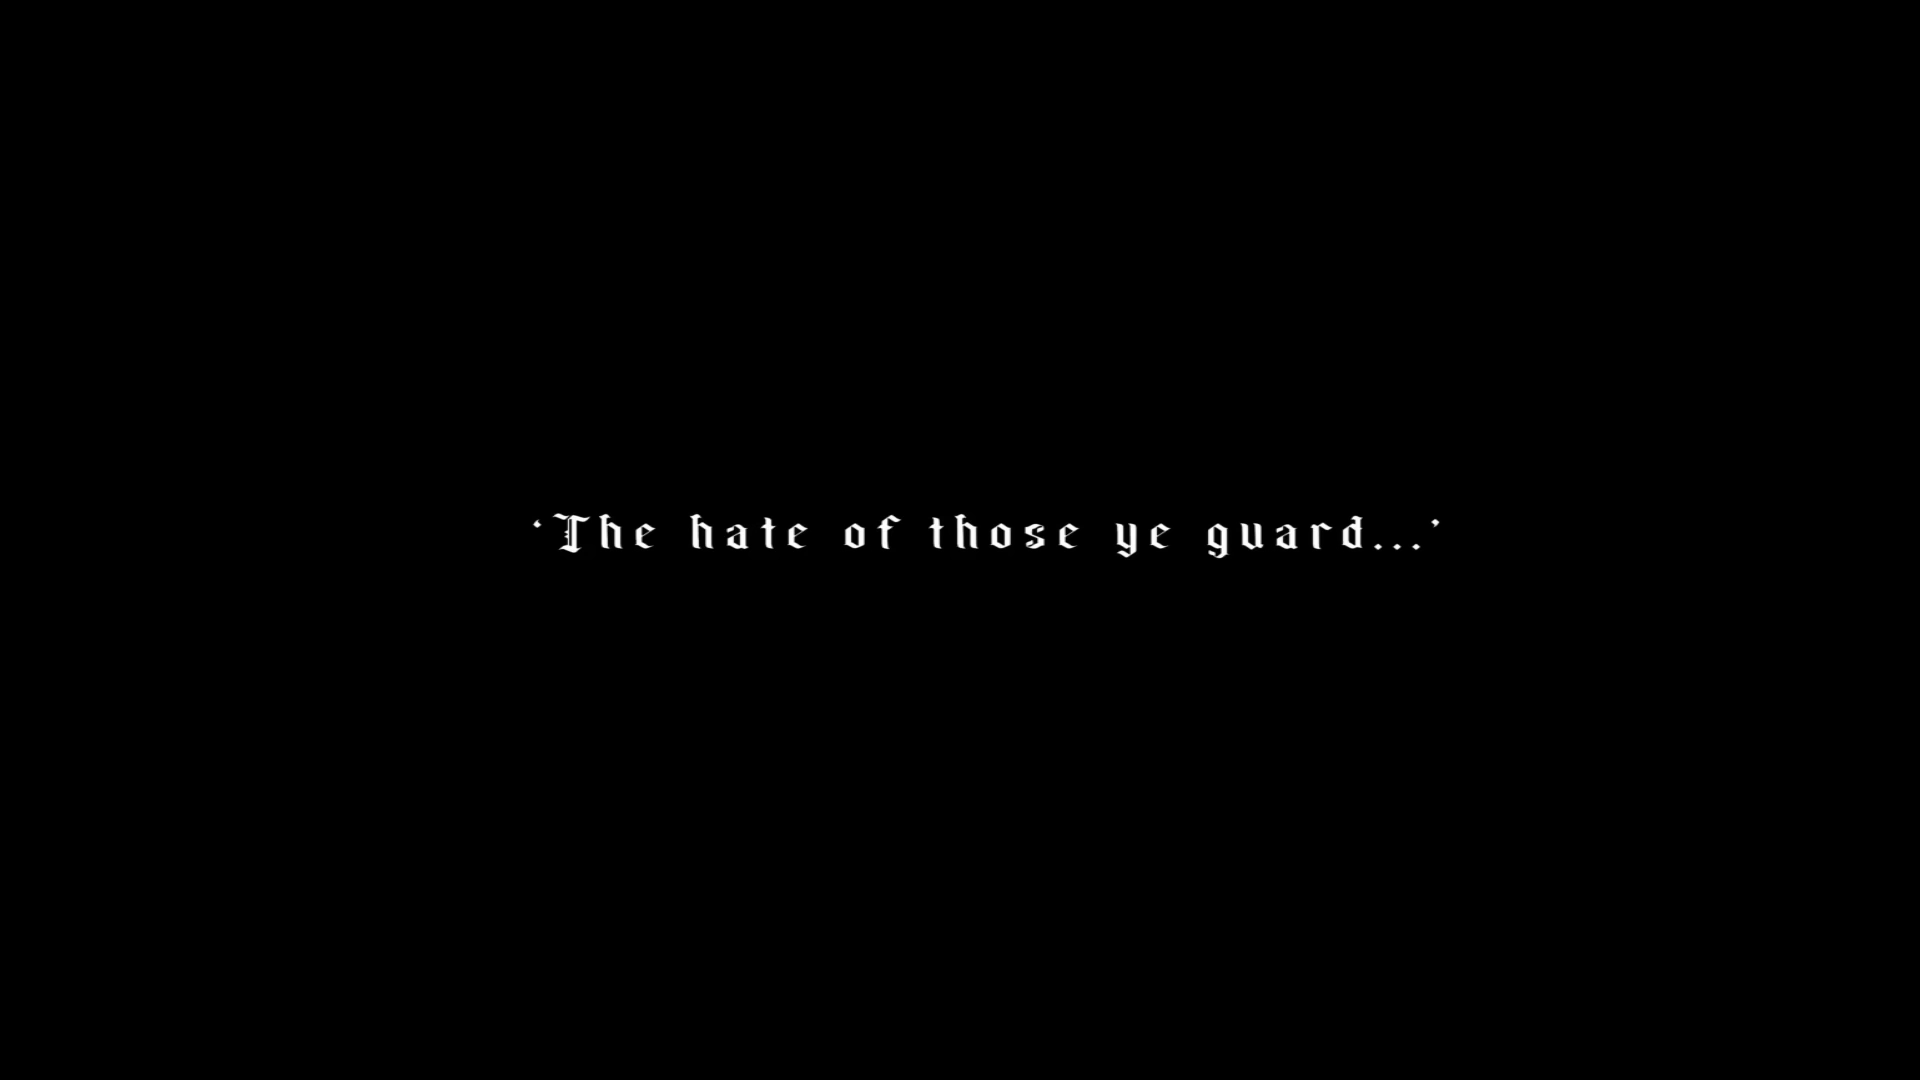 ‘The hate of those ye guard...’